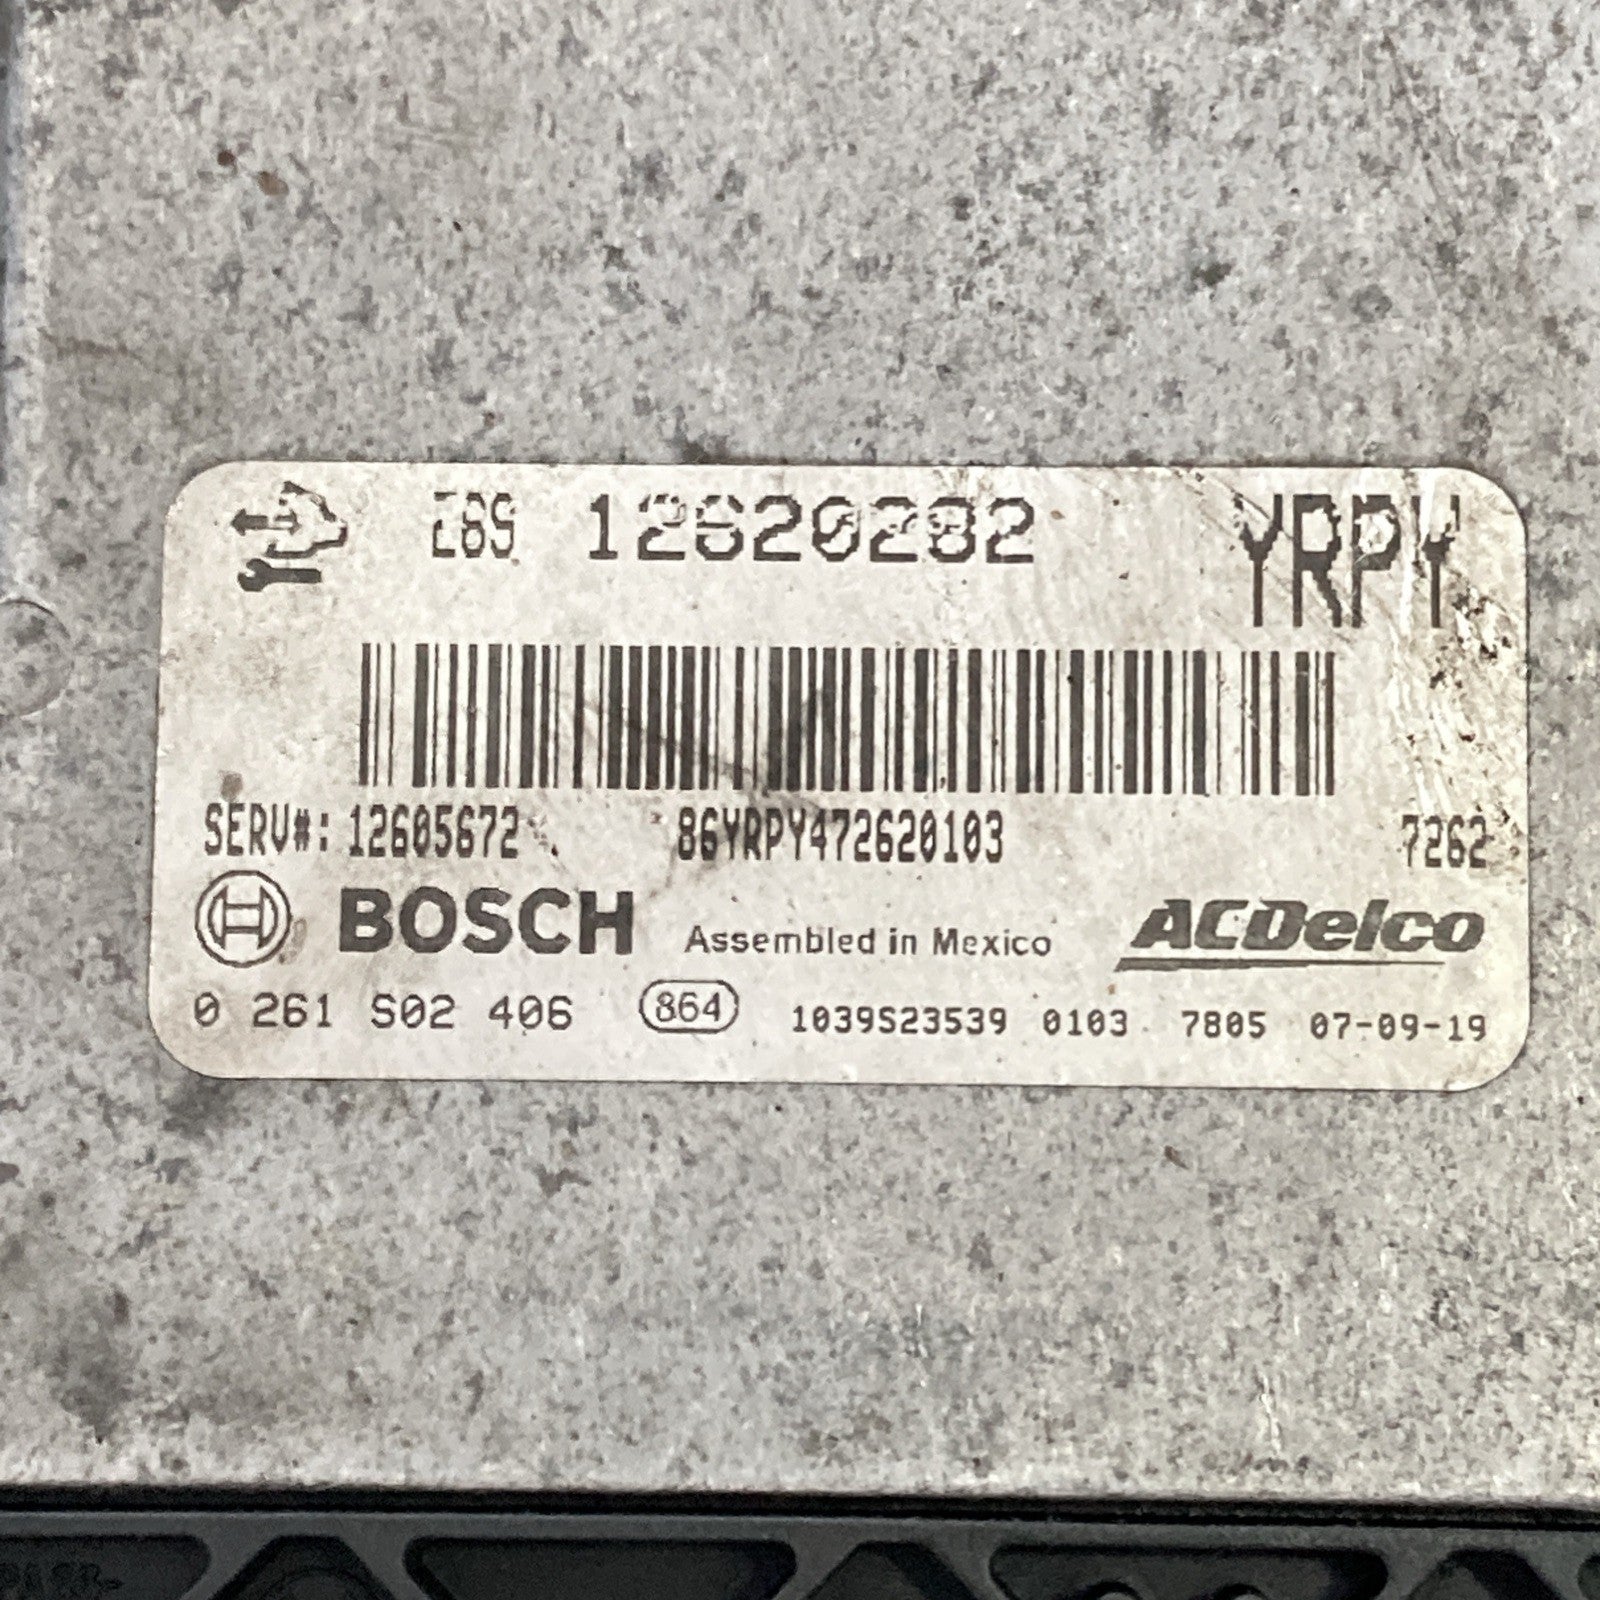 E69 12620282 YRPY
SERV#: 12605672 86YRPY472620103 7262
BOSCH Assembled in Mexico ACDelco
0 261 S02 406 864 1039S23539 0103 7805 07-09-19